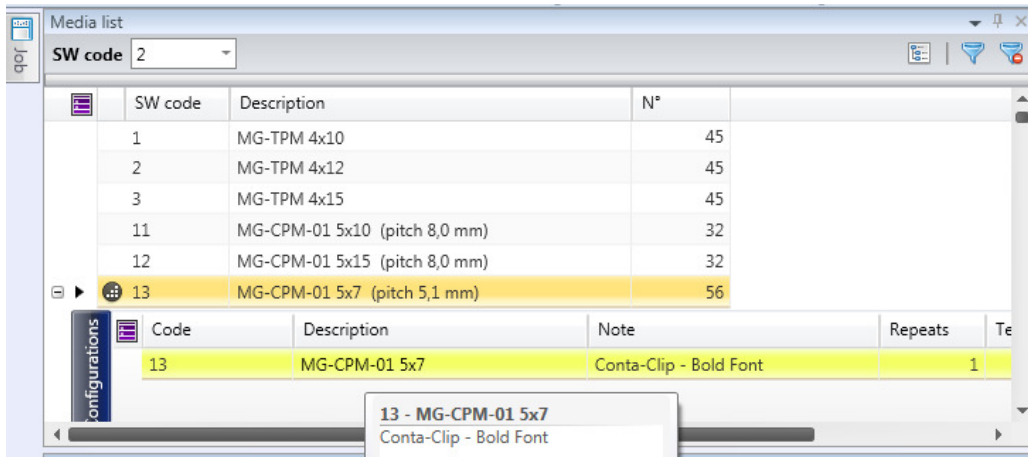 Media list
Job
SW code 2
SW code Description N°
1 MG-TPM 4x10 45
2 MG-TPM 4x12 45
3 MG-TPM 4x15 45
11 MG-CPM-01 5x10 (pitch 8,0 mm) 32
12 MG-CPM-01 5x15 (pitch 8,0 mm) 32
13 MG-CPM-01 5x7 (pitch 5,1 mm) 56
onfigurations
Code Description Note Repeats Te
13 MG-CPM-01 5x7 Conta-Clip - Bold Font 1
13 - MG-CPM-01 5x7
Conta-Clip - Bold Font